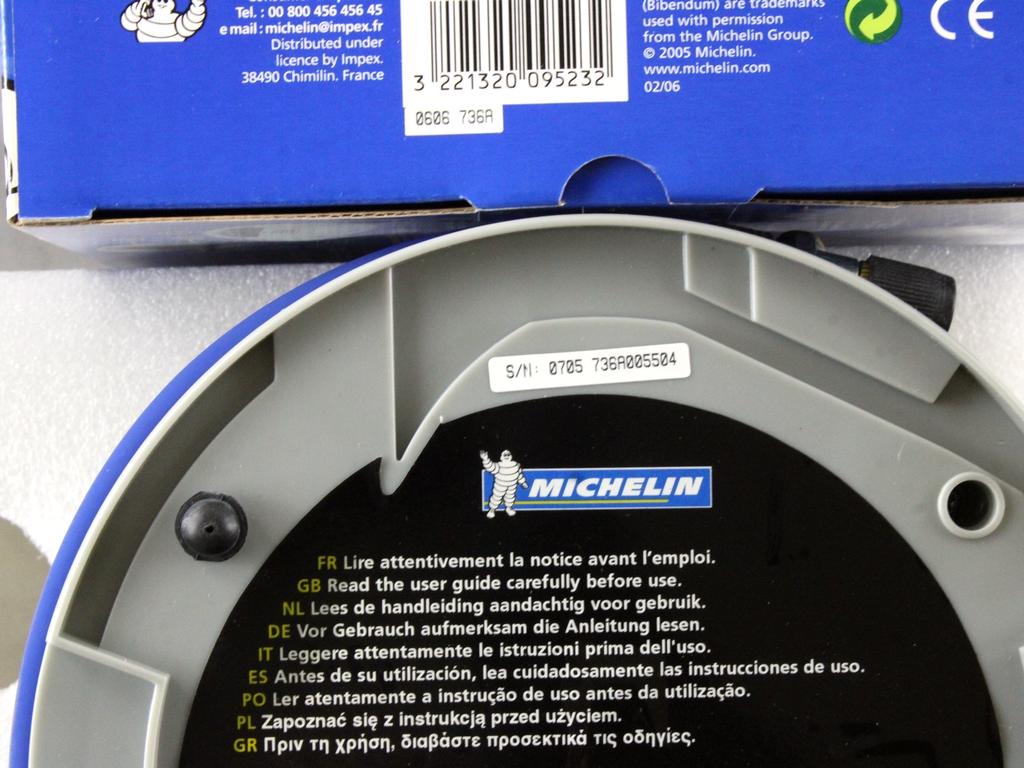 Tel. : 00 800 456 456 45
e mail : michelin@impex.fr
Distributed under
licence by Impex.
38490 Chimilin. France
3 221320 095232
0606 736A
(Bibendum) are trademarks
used with permission
from the Michelin Group.
© 2005 Michelin.
www.michelin.com
02/06
CE
S/N: 0705 736A005504
MICHELIN
FR Lire attentivement la notice avant l'emploi.
GB Read the user guide carefully before use.
NL Lees de handleiding aandachtig voor gebruik.
DE Vor Gebrauch aufmerksam die Anleitung lesen.
IT Leggere attentamente le istruzioni prima dell'uso.
ES Antes de su utilización, lea cuidadosamente las instrucciones de uso.
PO Ler atentamente a instrução de uso antes da utilização.
PL Zapoznać się z instrukcją przed użyciem.
GR Πριν τη χρήση, διαβάστε προσεκτικά τις οδηγίες.